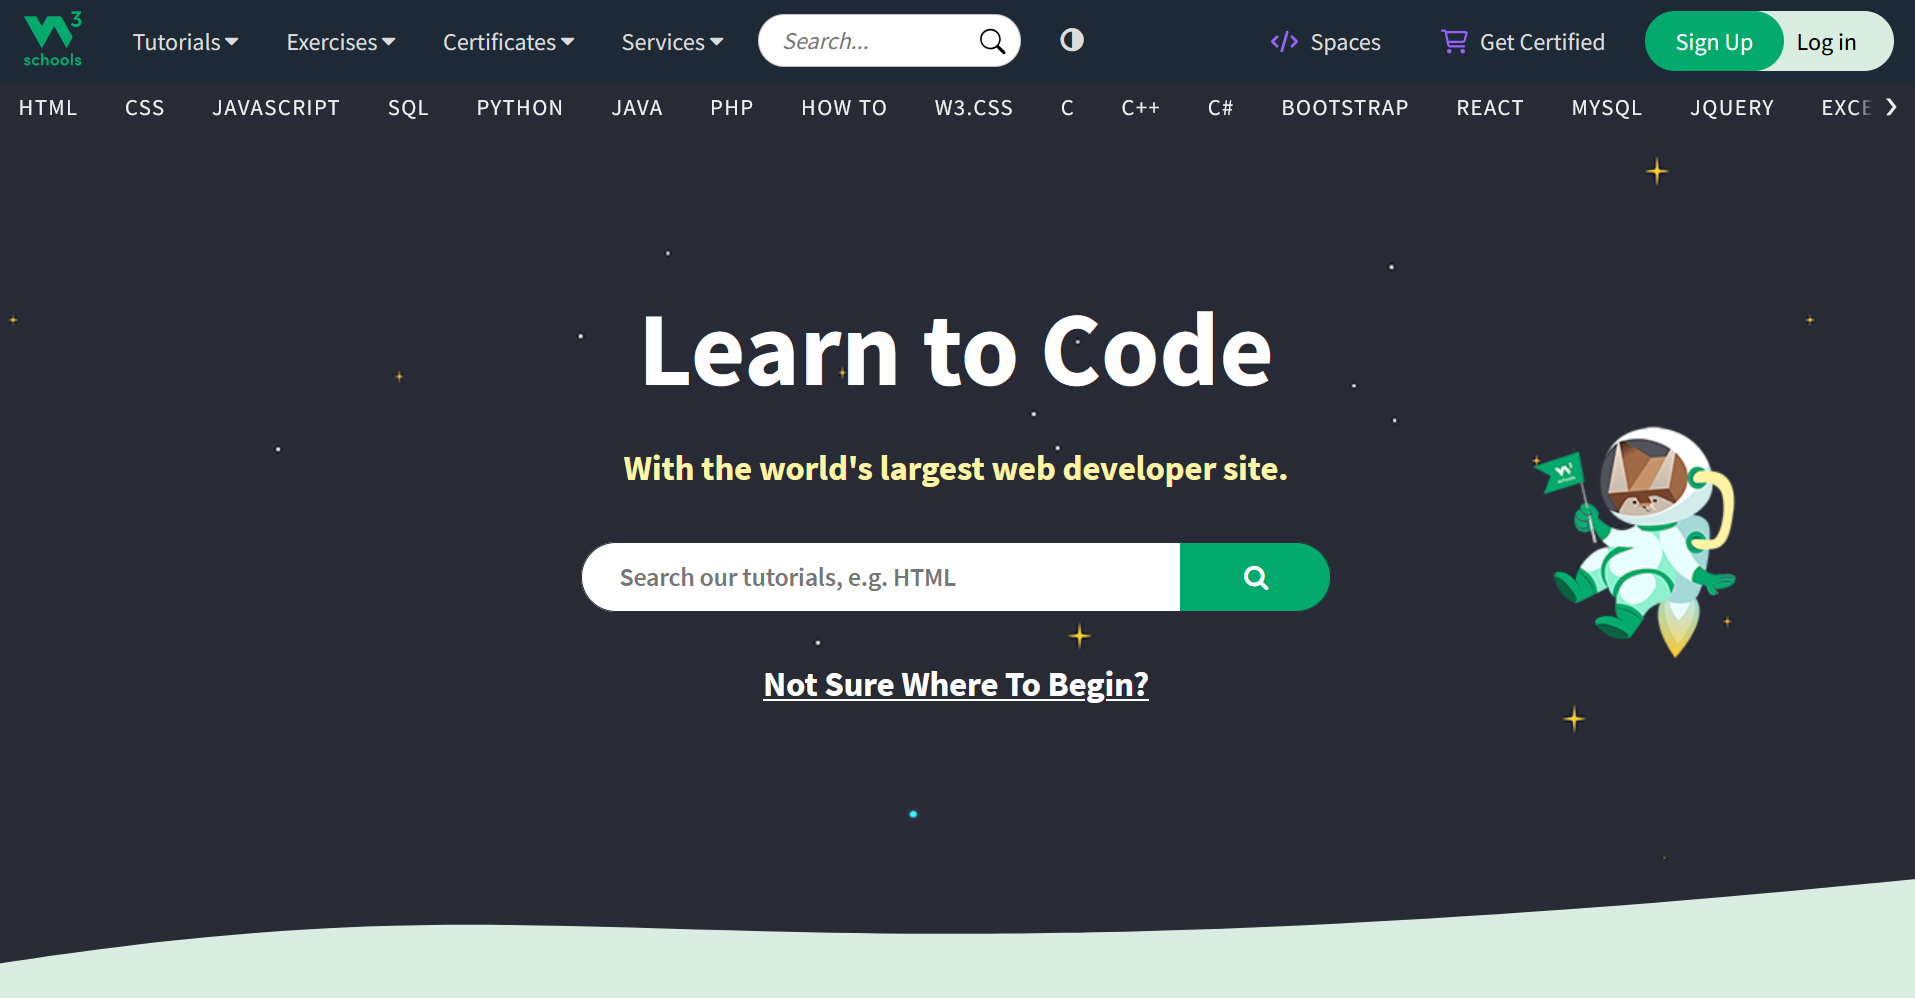 W3 schools
Tutorials Exercises Certificates Services Search... Spaces Get Certified Sign Up Log in
HTML CSS JAVASCRIPT SQL PYTHON JAVA PHP HOW TO W3.CSS C C++ C# BOOTSTRAP REACT MYSQL JQUERY EXCE
Learn to Code
With the world's largest web developer site.
W3 schools
Search our tutorials, e.g. HTML
Not Sure Where To Begin?